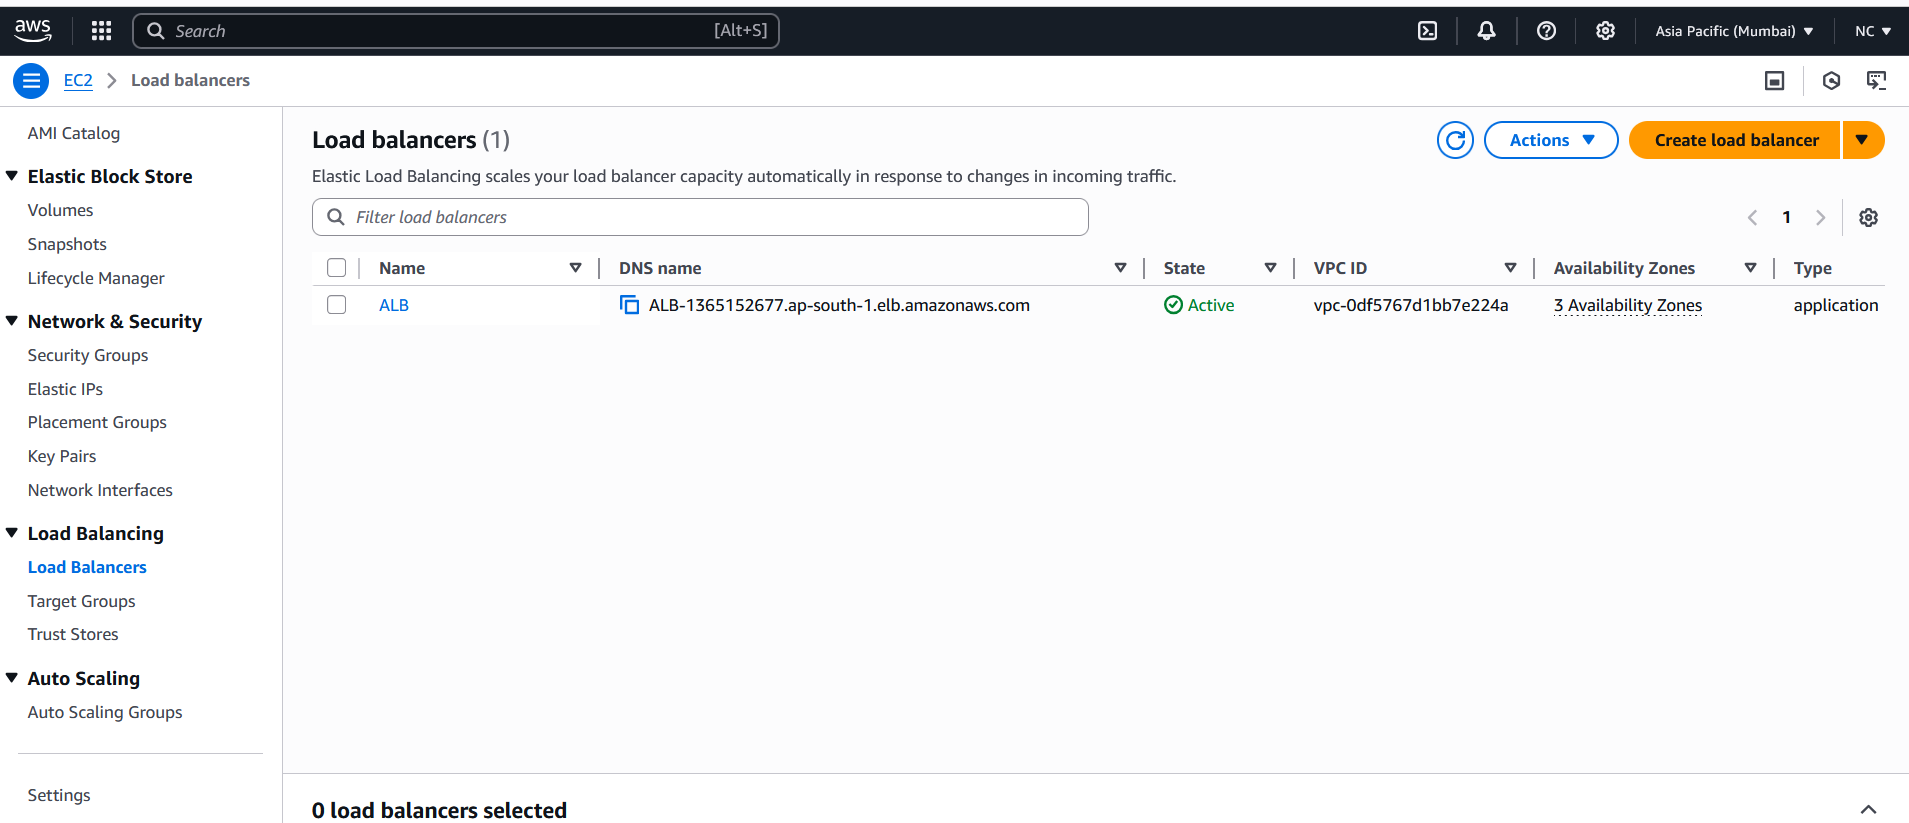 aws Search [Alt+S] Asia Pacific (Mumbai) NC
EC2 Load balancers
AMI Catalog
Elastic Block Store
Volumes
Snapshots
Lifecycle Manager
Network & Security
Security Groups
Elastic IPs
Placement Groups
Key Pairs
Network Interfaces
Load Balancing
Load Balancers
Target Groups
Trust Stores
Auto Scaling
Auto Scaling Groups
Settings
Load balancers (1) Actions Create load balancer
Elastic Load Balancing scales your load balancer capacity automatically in response to changes in incoming traffic.
Filter load balancers 1
Name DNS name State VPC ID Availability Zones Type
ALB ALB-1365152677.ap-south-1.elb.amazonaws.com Active vpc-0df5767d1bb7e224a 3 Availability Zones application
0 load balancers selected